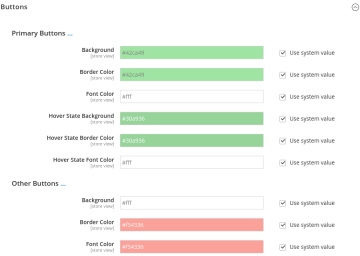 Buttons
Primary Buttons ...
Background
[store view]
#42ca49
Use system value
Border Color
[store view]
#42ca49
Use system value
Font Color
[store view]
#fff
Use system value
Hover State Background
[store view]
#30a936
Use system value
Hover State Border Color
[store view]
#30a936
Use system value
Hover State Font Color
[store view]
#fff
Use system value
Other Buttons ...
Background
[store view]
#fff
Use system value
Border Color
[store view]
#f54336
Use system value
Font Color
[store view]
#f54336
Use system value